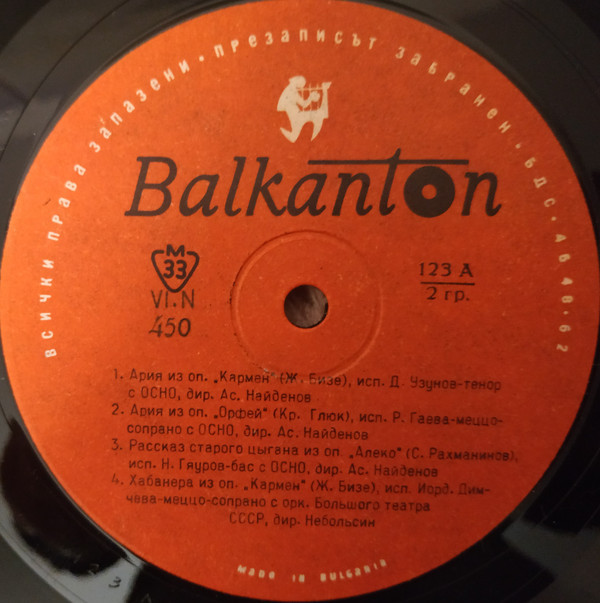 ВСИЧКИ ПРАВА ЗАПАЗЕНИ · ПРЕЗАПИСЪТ ЗАБРАНЕН · БДС · 4648-62
Balkanton
M
33
VI.N
450
123 А
2 гр.
1. Ария из оп. „Кармен“ (Ж. Бизе), исп. Д. Узунов-тенор
с ОСНО, дир. Ас. Найденов
2. Ария из оп. „Орфей“ (Кр. Глюк), исп. Р. Гаева-меццо-
сопрано с ОСНО, дир. Ас. Найденов
3. Рассказ старого цыгана из оп. „Алеко“ (С. Рахманинов),
исп. Н. Гяуров-бас с ОСНО, дир. Ас. Найденов
4. Хабанера из оп. „Кармен“ (Ж. Бизе), исп. Йорд. Дим-
чева-меццо-сопрано с орк. Большого театра
СССР, дир. Небольсин
MADE IN BULGARIA